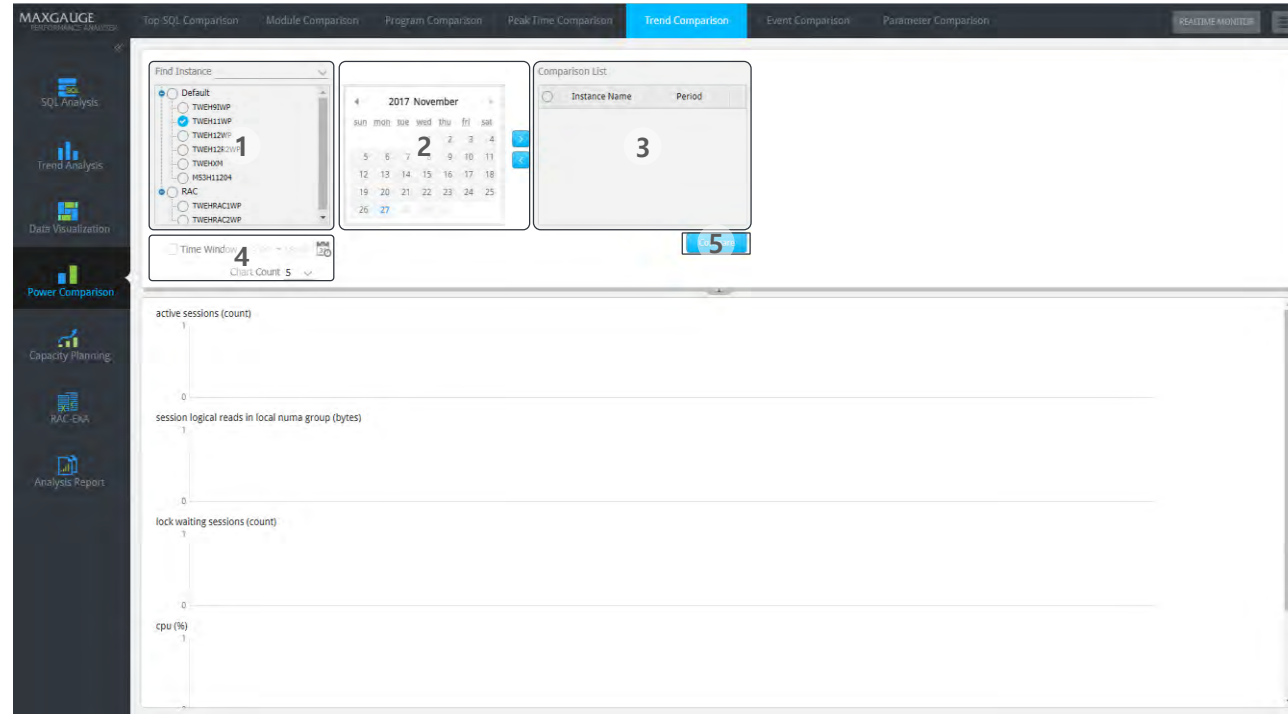 MAXGAUGE
PERFORMANCE ANALYZER
Top SQL Comparison
Module Comparison
Program Comparison
Peak Time Comparison
Trend Comparison
Event Comparison
Parameter Comparison
REALTIME MONITOR
SQL Analysis
Trend Analysis
Data Visualization
Power Comparison
Capacity Planning
RAC-EXA
Analysis Report
Find Instance
Default
TWEH9IWP
TWEH11WP
TWEH12WP
TWEH12R2WP
TWEHXM
MS3H11204
RAC
TWEHRAC1WP
TWEHRAC2WP
1
2017 November
sun mon tue wed thu fri sat
2 3 4
5 6 7 8 9 10 11
12 13 14 15 16 17 18
19 20 21 22 23 24 25
26 27
2
Comparison List
Instance Name Period
3
Time Window
Chart Count 5
4
5
active sessions (count)
1
0
session logical reads in local numa group (bytes)
1
0
lock waiting sessions (count)
1
0
cpu (%)
1